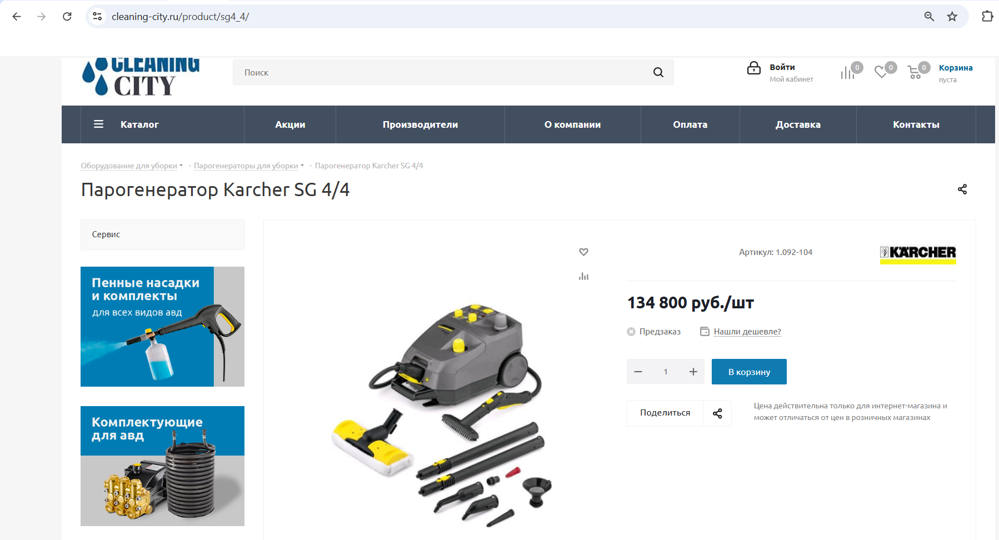 cleaning-city.ru/product/sg4_4/
CLEANING
CITY
Поиск
Войти
Мой кабинет
0
0
0
Корзина
пуста
Каталог
Акции
Производители
О компании
Оплата
Доставка
Контакты
Оборудование для уборки - Парогенераторы для уборки - Парогенератор Karcher SG 4/4
Парогенератор Karcher SG 4/4
Сервис
Пенные насадки
и комплекты
для всех видов авд
Комплектующие
для авд
Артикул: 1.092-104
KÄRCHER
134 800 руб./шт
Предзаказ
Нашли дешевле?
1
В корзину
Поделиться
Цена действительна только для интернет-магазина и
может отличаться от цен в розничных магазинах